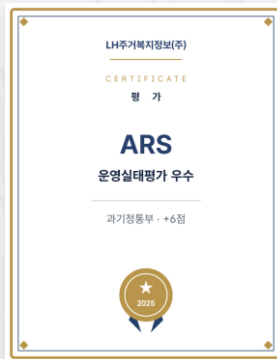 LH주거복지정보(주)
CERTIFICATE
평 가
ARS
운영실태평가 우수
과기정통부 · +6점
2025